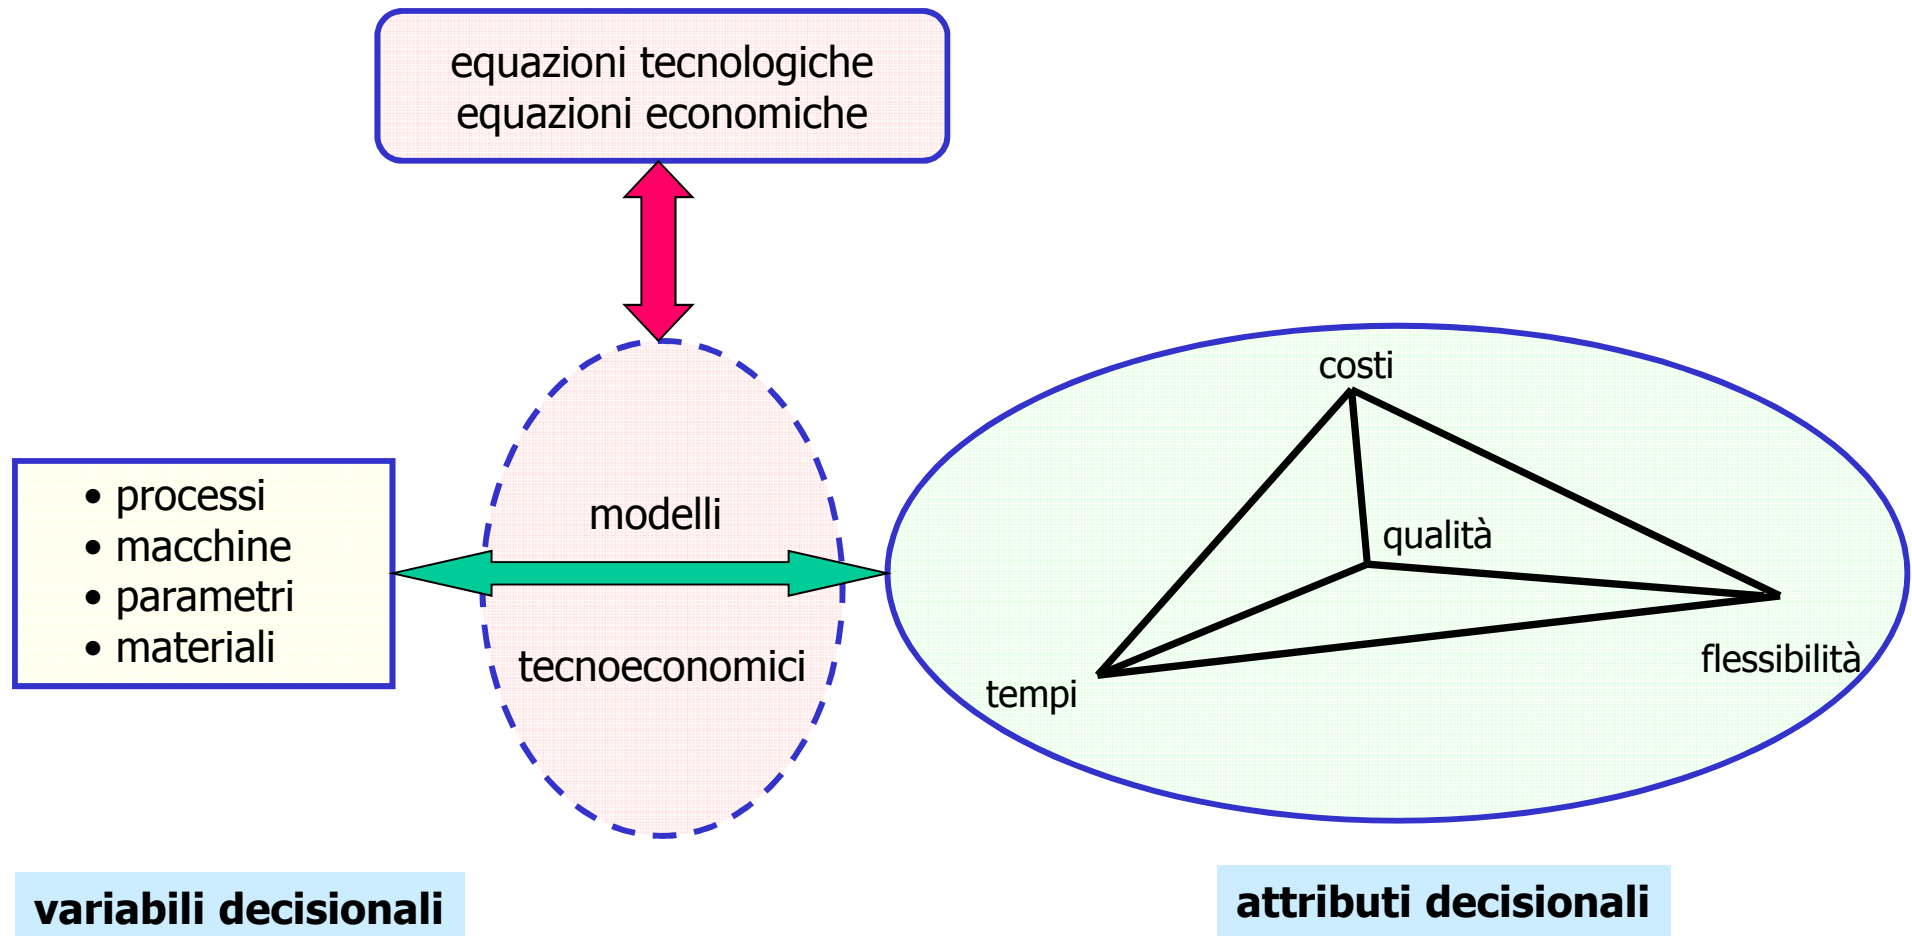 equazioni tecnologiche
equazioni economiche
• processi
• macchine
• parametri
• materiali
modelli
tecnoeconomici
costi
qualità
tempi
flessibilità
variabili decisionali
attributi decisionali